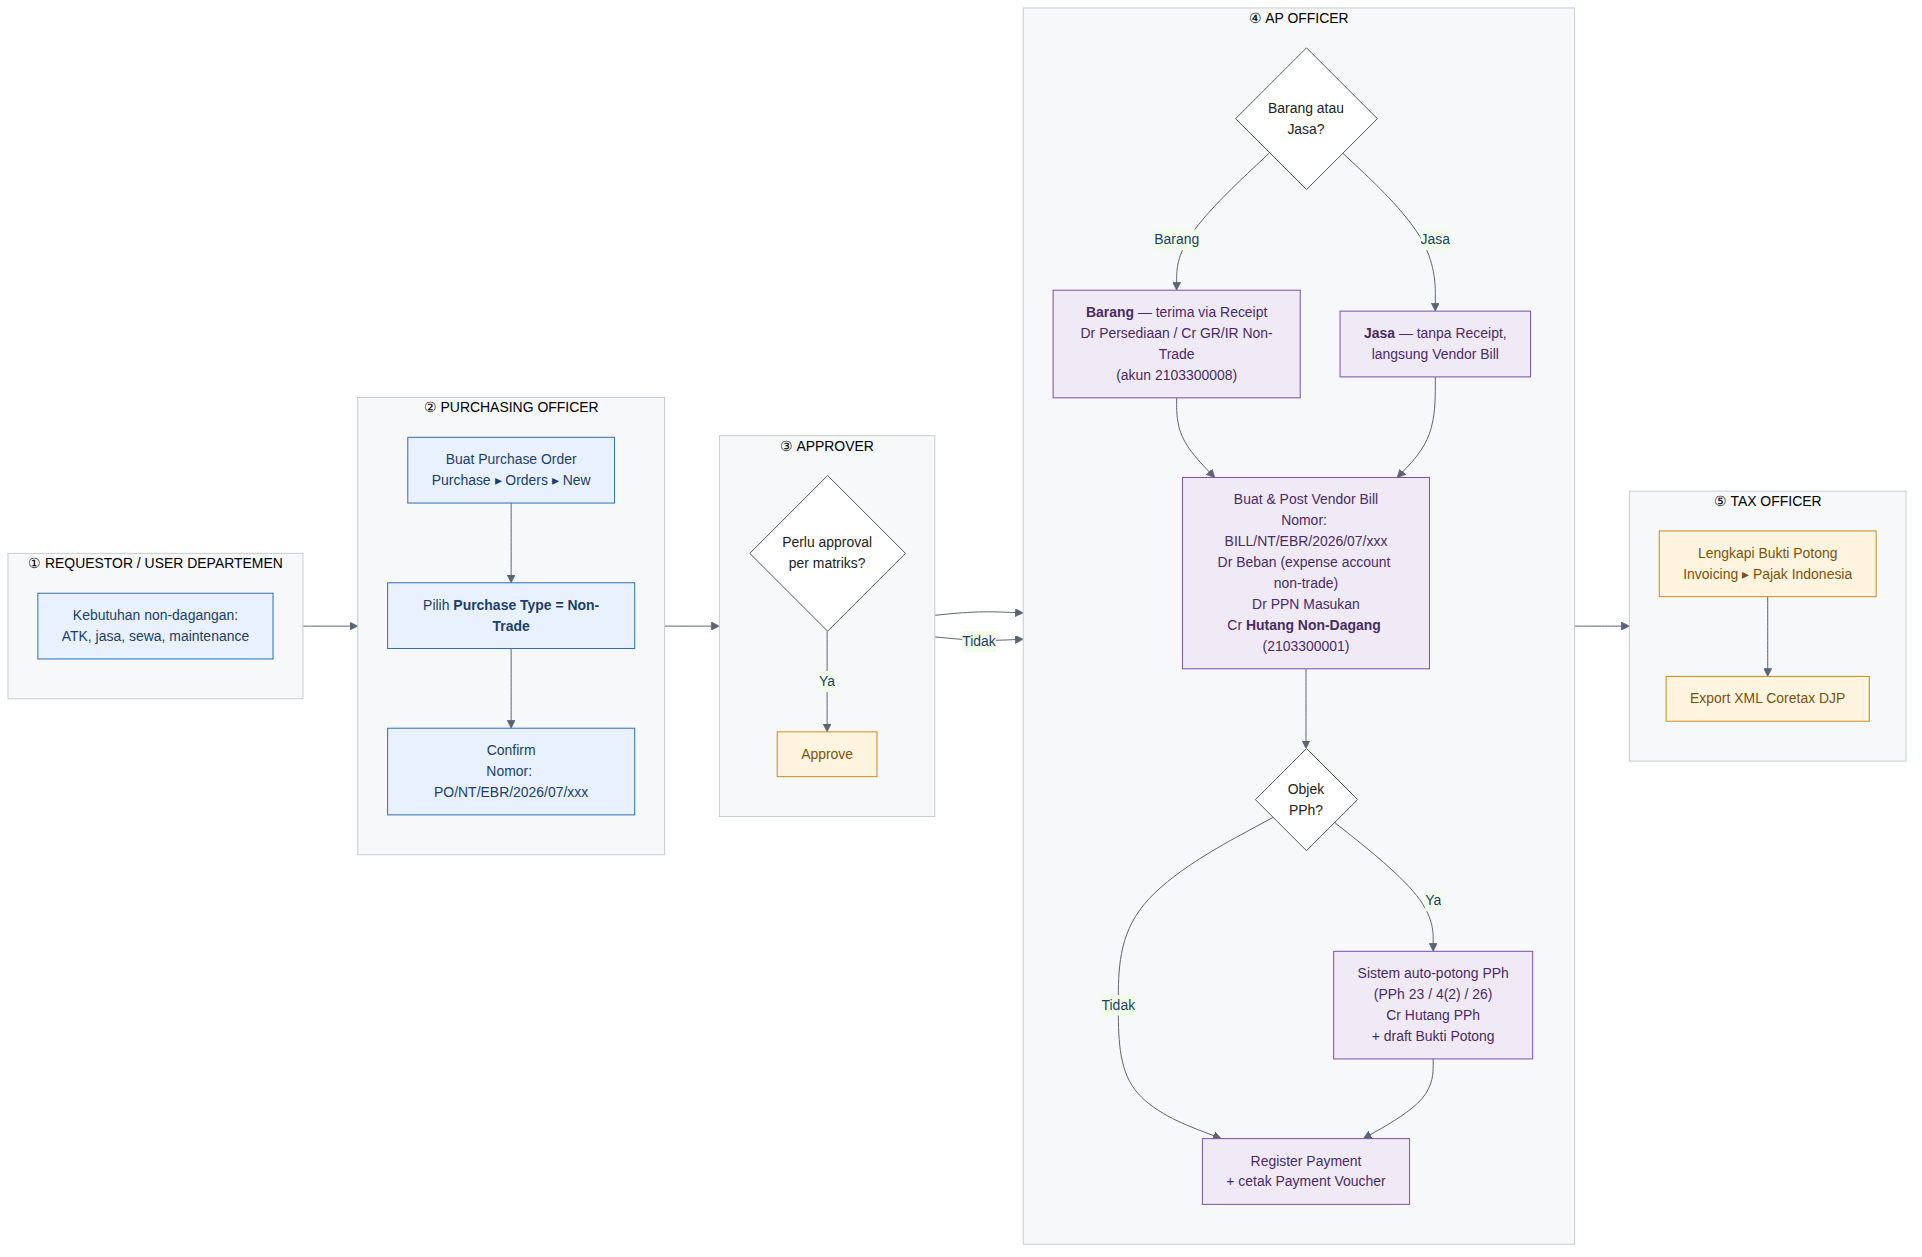 ① REQUESTOR / USER DEPARTEMEN
Kebutuhan non-dagangan:
ATK, jasa, sewa, maintenance
② PURCHASING OFFICER
Buat Purchase Order
Purchase ▸ Orders ▸ New
Pilih Purchase Type = Non-
Trade
Confirm
Nomor:
PO/NT/EBR/2026/07/xxx
③ APPROVER
Perlu approval
per matriks?
Ya
Approve
Tidak
④ AP OFFICER
Barang atau
Jasa?
Barang
Jasa
Barang — terima via Receipt
Dr Persediaan / Cr GR/IR Non-
Trade
(akun 2103300008)
Jasa — tanpa Receipt,
langsung Vendor Bill
Buat & Post Vendor Bill
Nomor:
BILL/NT/EBR/2026/07/xxx
Dr Beban (expense account
non-trade)
Dr PPN Masukan
Cr Hutang Non-Dagang
(2103300001)
Objek
PPh?
Ya
Tidak
Sistem auto-potong PPh
(PPh 23 / 4(2) / 26)
Cr Hutang PPh
+ draft Bukti Potong
Register Payment
+ cetak Payment Voucher
⑤ TAX OFFICER
Lengkapi Bukti Potong
Invoicing ▸ Pajak Indonesia
Export XML Coretax DJP